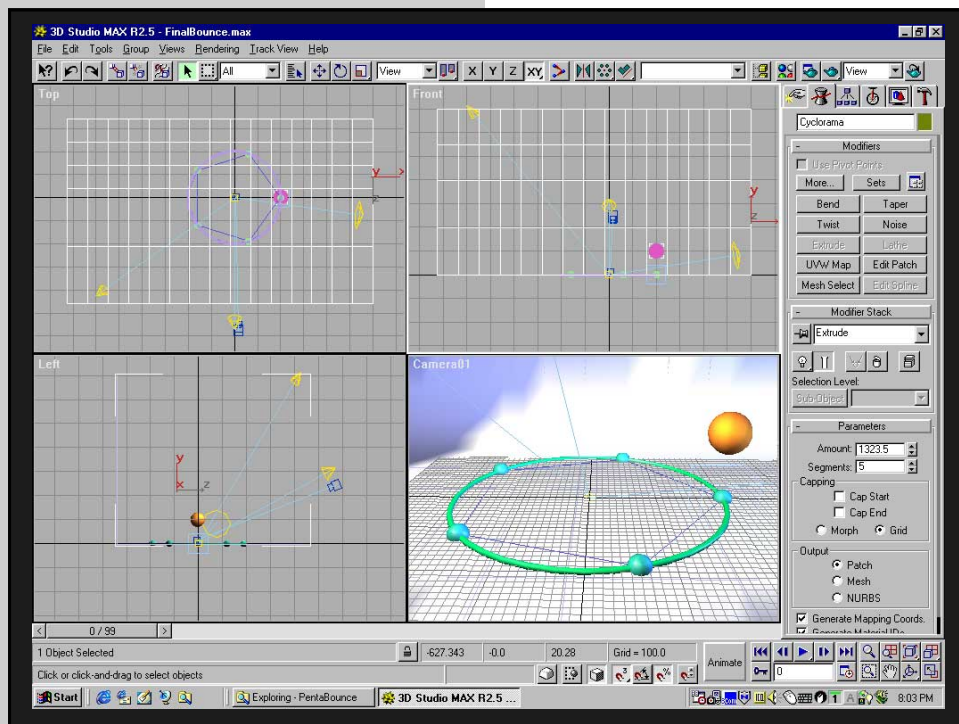 3D Studio MAX R2.5 - FinalBounce.max
File Edit Tools Group Views Rendering Track View Help
All View X Y Z XY View
Top
y
x
z
Front
y
z
Left
y
x
z
Camera01
Cyclorama
- Modifiers
Use Pivot Points
More... Sets
Bend Taper
Twist Noise
Extrude Lathe
UVW Map Edit Patch
Mesh Select Edit Spline
- Modifier Stack
Extrude
Selection Level:
Sub-Object
- Parameters
Amount: 1323.5
Segments: 5
Capping
Cap Start
Cap End
Morph Grid
Output
Patch
Mesh
NURBS
Generate Mapping Coords.
Generate Material IDs
< 0 / 99 >
1 Object Selected -627.343 -0.0 20.28 Grid = 100.0 Animate
Click or click-and-drag to select objects 0
Start Exploring - PentaBounce 3D Studio MAX R2.5 ... 8:03 PM